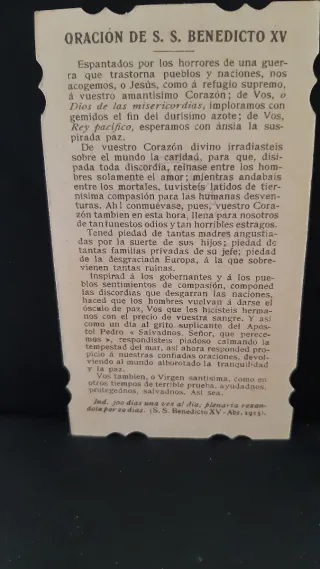 ORACIÓN DE S. S. BENEDICTO XV
Espantados por los horrores de una gue-
rra que trastorna pueblos y naciones, nos
acogemos, o Jesús, como á refugio supremo,
á vuestro amantísimo Corazón; de Vos, o
Dios de las misericordias, imploramos con
gemidos el fin del durísimo azote; de Vos,
Rey pacífico, esperamos con ánsia la sus-
pirada paz.
De vuestro Corazón divino irradiasteis
sobre el mundo la caridad, para que, disi-
pada toda discordia, reinase entre los hom-
bres solamente el amor; mientras andabais
entre los mortales, tuvisteis latidos de tier-
nísima compasión para las humanas desven-
turas. Ah! conmuévase, pues, vuestro Cora-
zón tambien en esta hora, llena para nosotros
de tan funestos odios y tan horribles estragos.
Tened piedad de tantas madres angustia-
das por la suerte de sus hijos; piedad de
tantas familias privadas de su jefe; piedad
de la desgraciada Europa, á la que sobre-
vienen tantas ruinas.
Inspirad á los gobernantes y á los pue-
blos sentimientos de compasión, componed
las discordias que desgarran las naciones,
haced que los hombres vuelvan á darse el
ósculo de paz, Vos que les hicisteis herma-
nos con el precio de vuestra sangre. Y asi
como un dia al grito suplicante del Após-
tol Pedro « Salvadnos, Señor, que perece-
mos », respondisteis piadoso calmando la
tempestad del mar, asi ahora responded pro-
picio á nuestras confiadas oraciones, devol-
viendo al mundo alborotado la tranquilidad
y la paz.
Vos tambien, o Virgen santísima, como en
otros tiempos de terrible prueba, ayudadnos,
protegednos, salvadnos. Asi sea.
Ind. 300 dias una vez al dia; plenaria rezan-
dola por 20 dias. (S. S. Benedicto XV - Abr. 1915).